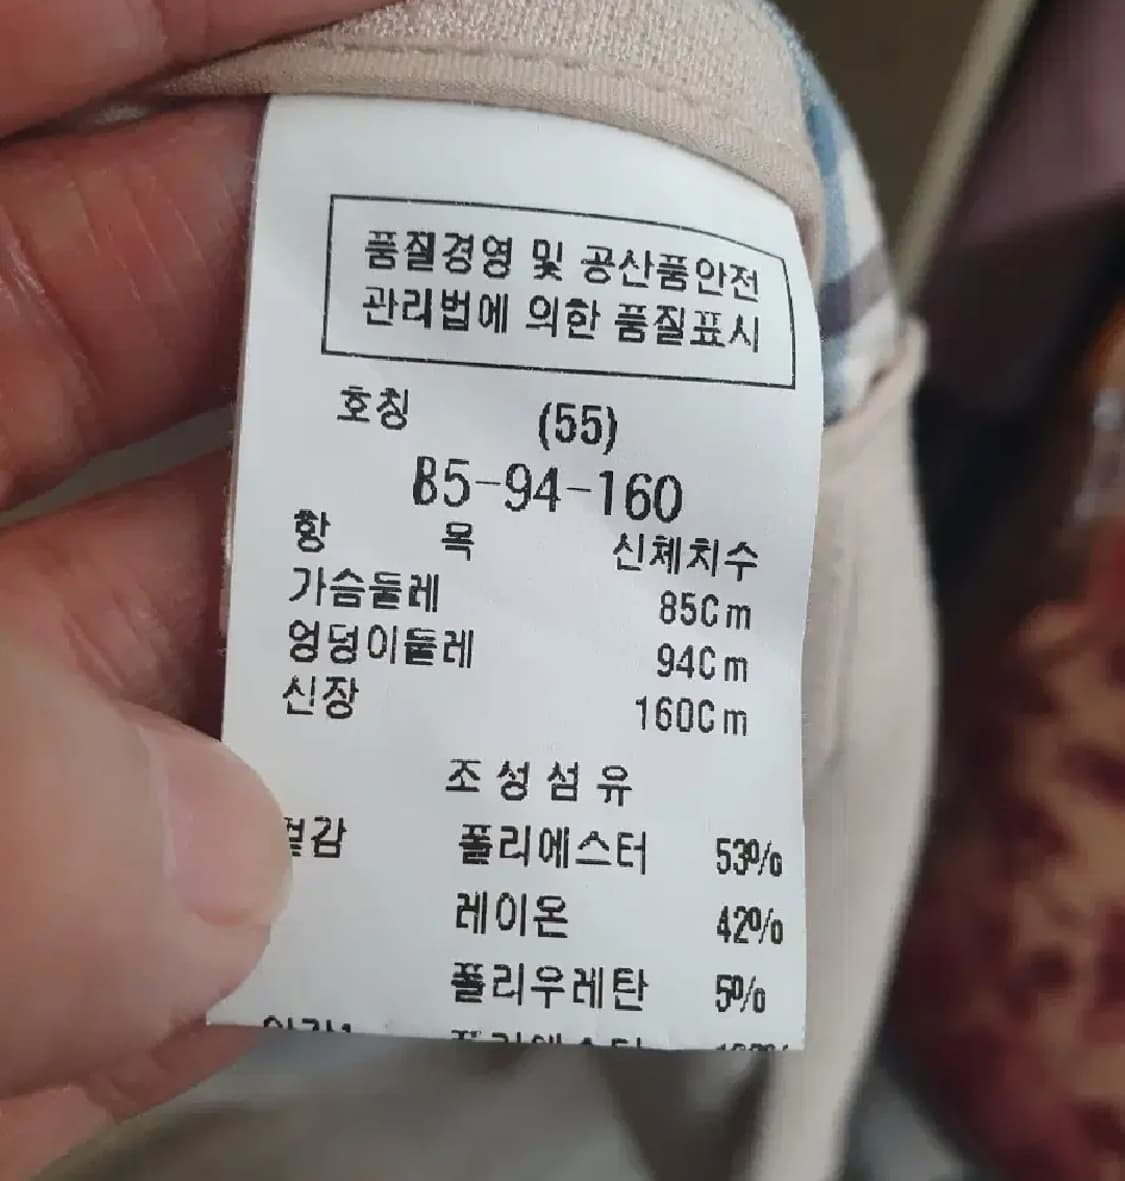 품질경영 및 공산품안전
관리법에 의한 품질표시
호칭 (55)
85-94-160
항 목 신체치수
가슴둘레 85Cm
엉덩이둘레 94Cm
신장 160Cm
조성섬유
겉감 폴리에스터 53%
레이온 42%
폴리우레탄 5%